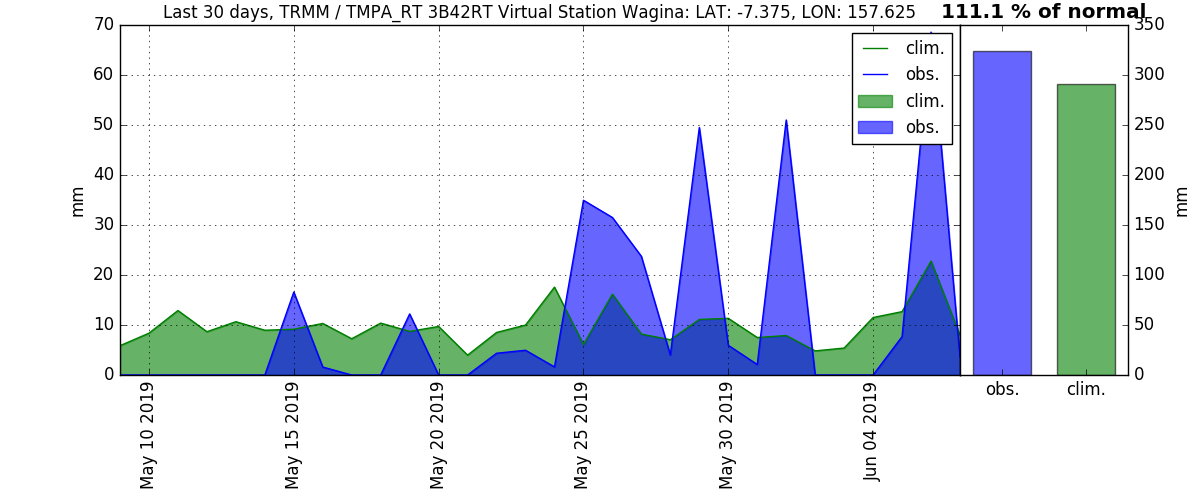 Last 30 days, TRMM / TMPA_RT 3B42RT Virtual Station Wagina: LAT: -7.375, LON: 157.625
111.1 % of normal
70
60
50
40
30
20
10
0
mm
clim.
obs.
clim.
obs.
350
300
250
200
150
100
50
0
mm
May 10 2019
May 15 2019
May 20 2019
May 25 2019
May 30 2019
Jun 04 2019
obs.
clim.